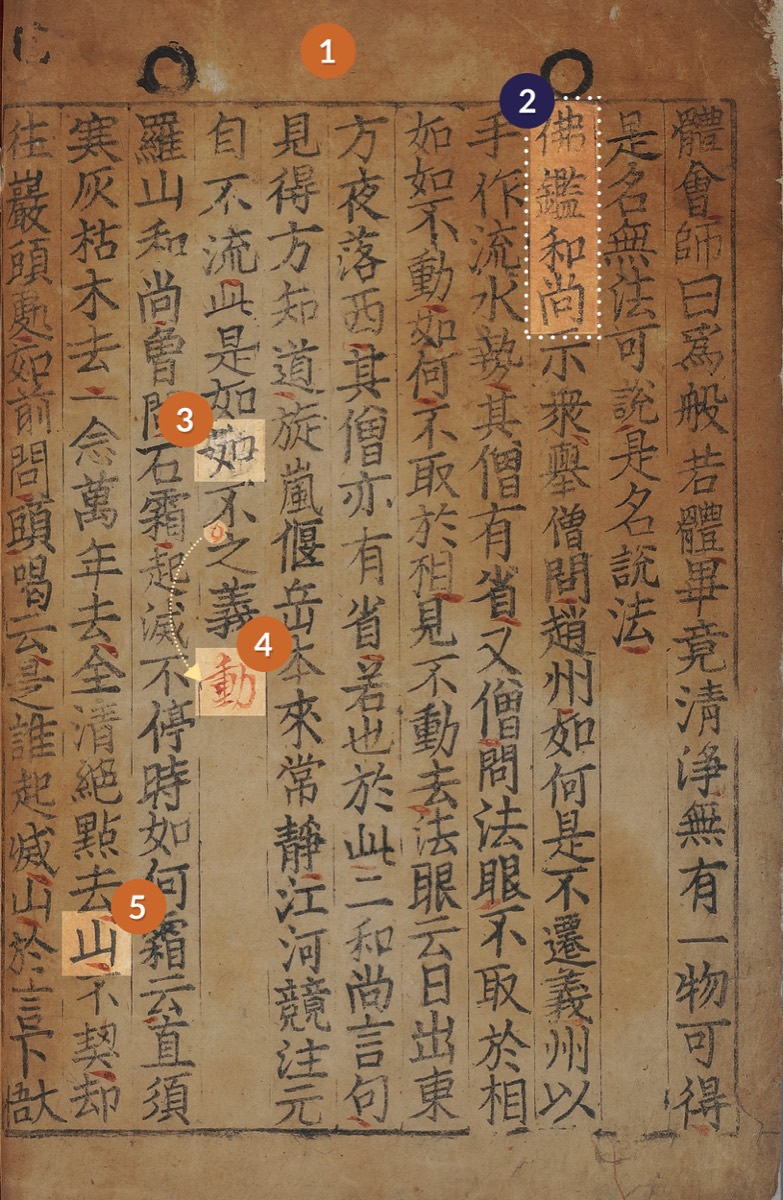 1
2
3
4
5
體會師曰爲般若體畢竟清淨無有一物可得
是名無法可說是名說法
佛鑑和尚示衆擧僧問趙州如何是不遷義州以
手作流水勢其僧有省又僧問法眼不取於相
如如不動如何不取於相見不動去法眼云日出東
方夜落西其僧亦有省若也於此二和尚言句
見得方知道旋嵐偃岳本來常靜江河競注元
自不流此是如如不之義動
羅山和尚曾問石霜起滅不停時如何霜云直須
寒灰枯木去一念萬年去全清絕點去山不契却
往巖頭處如前問頭喝云是誰起滅山於言下